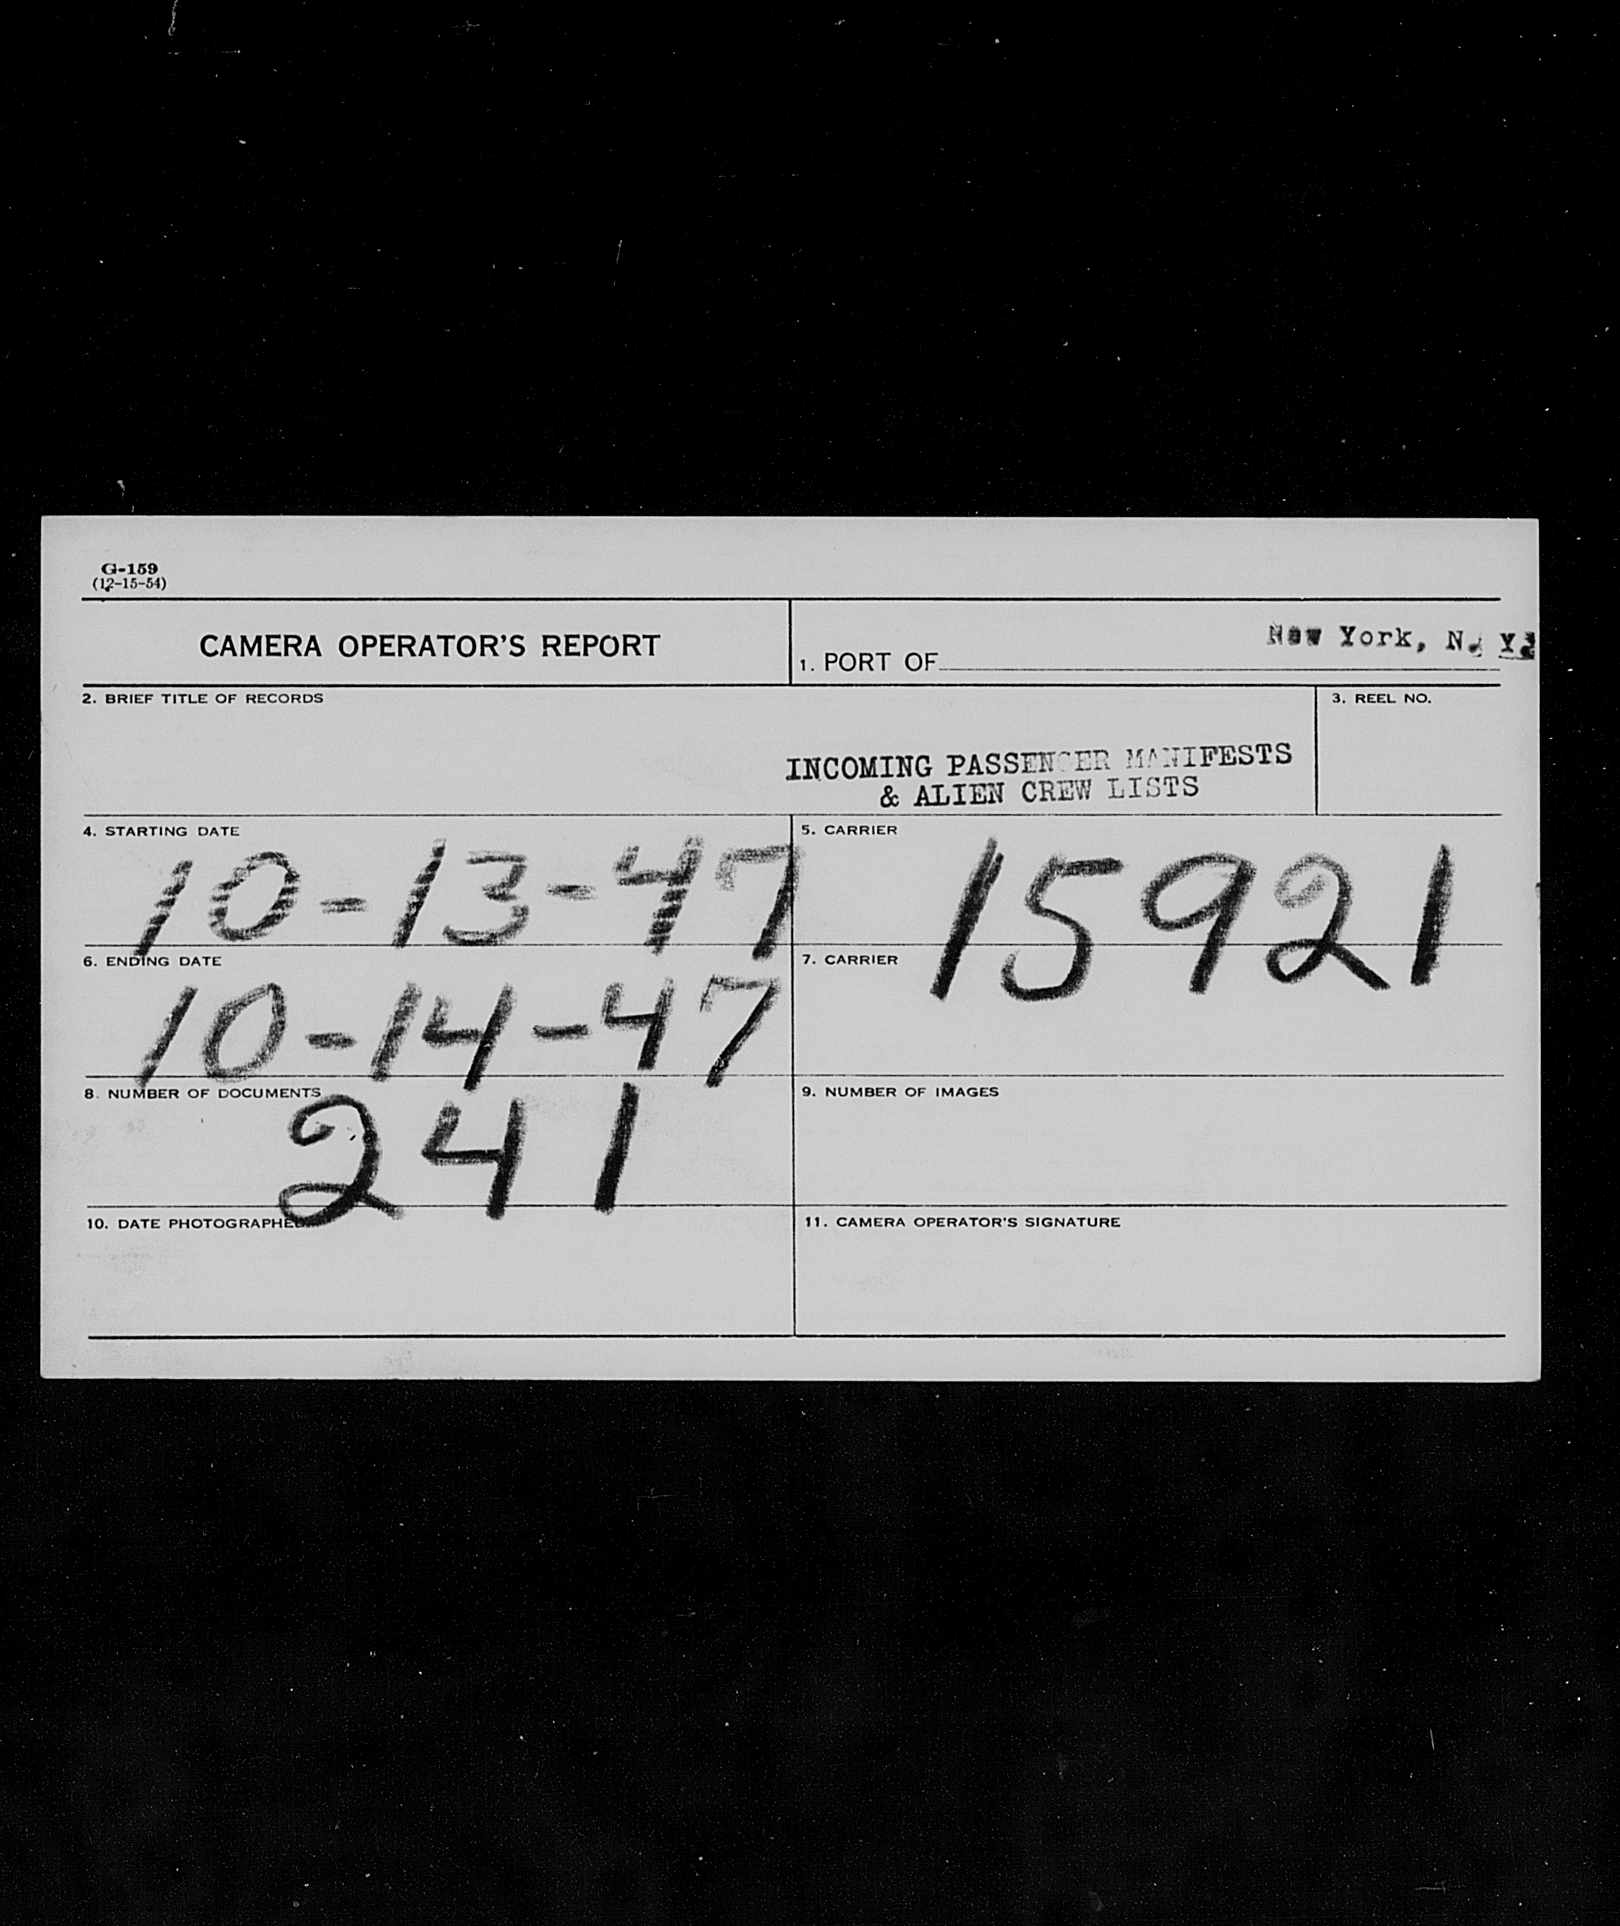 G-159
(12-15-54)
CAMERA OPERATOR'S REPORT
1. PORT OF New York, N. Y.
2. BRIEF TITLE OF RECORDS
3. REEL NO.
INCOMING PASSENGER MANIFESTS
& ALIEN CREW LISTS
4. STARTING DATE
10-13-47
5. CARRIER
15921
6. ENDING DATE
10-14-47
7. CARRIER
8. NUMBER OF DOCUMENTS
241
9. NUMBER OF IMAGES
10. DATE PHOTOGRAPHED
11. CAMERA OPERATOR'S SIGNATURE